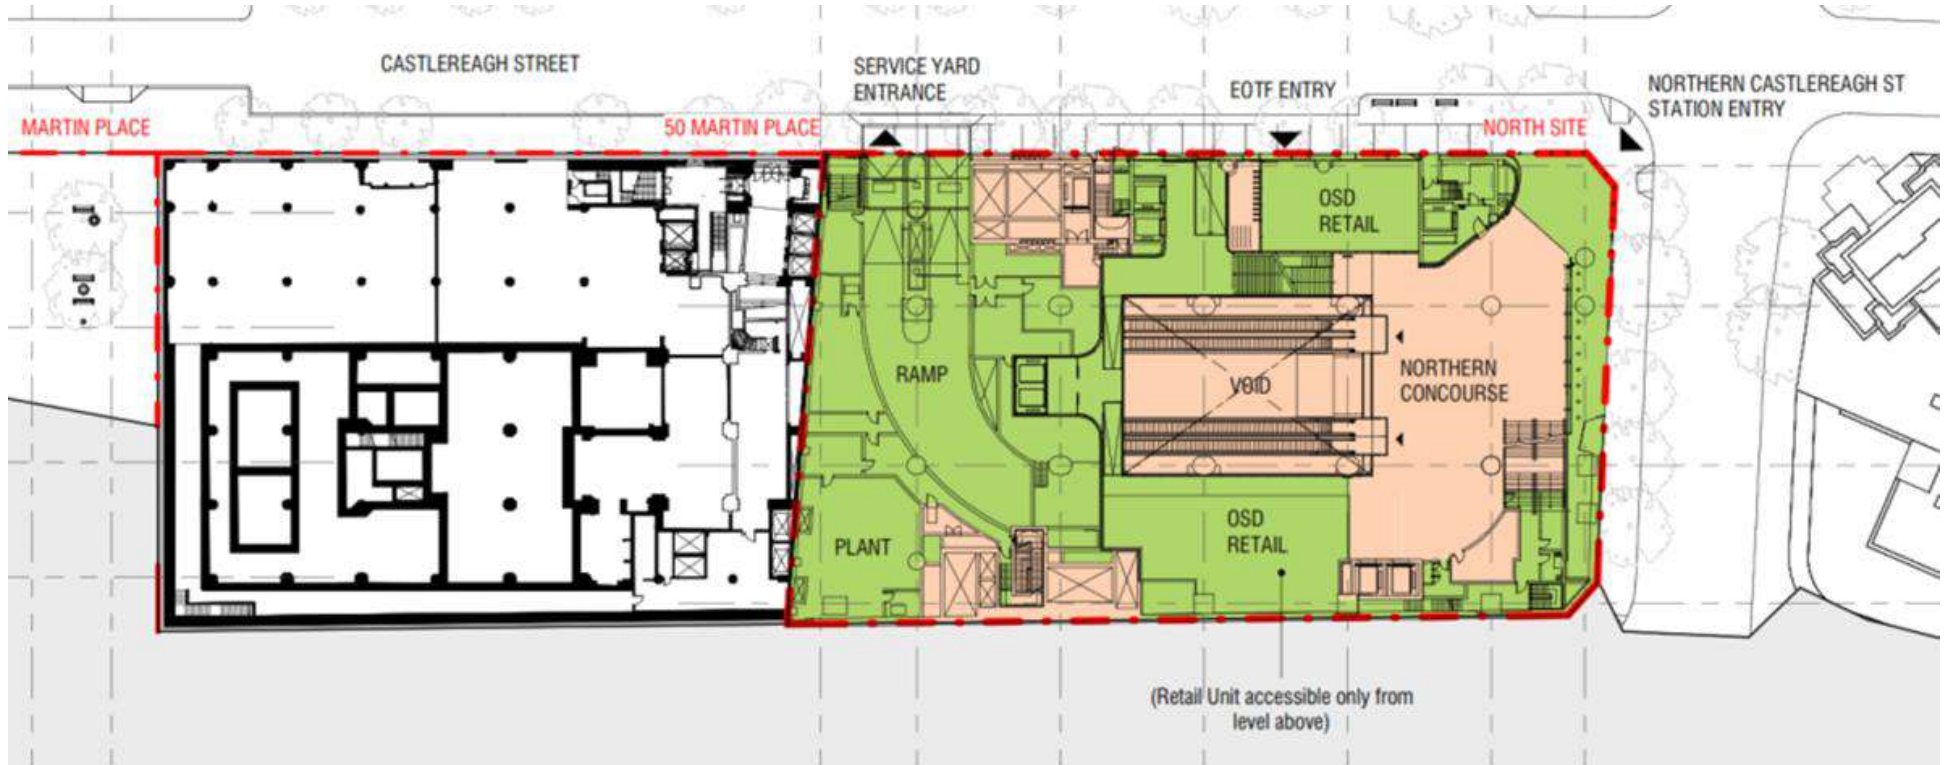 CASTLEREAGH STREET
SERVICE YARD
ENTRANCE
EOTF ENTRY
NORTHERN CASTLEREAGH ST
STATION ENTRY
MARTIN PLACE
50 MARTIN PLACE
NORTH SITE
OSD
RETAIL
RAMP
VOID
NORTHERN
CONCOURSE
PLANT
OSD
RETAIL
(Retail Unit accessible only from
level above)